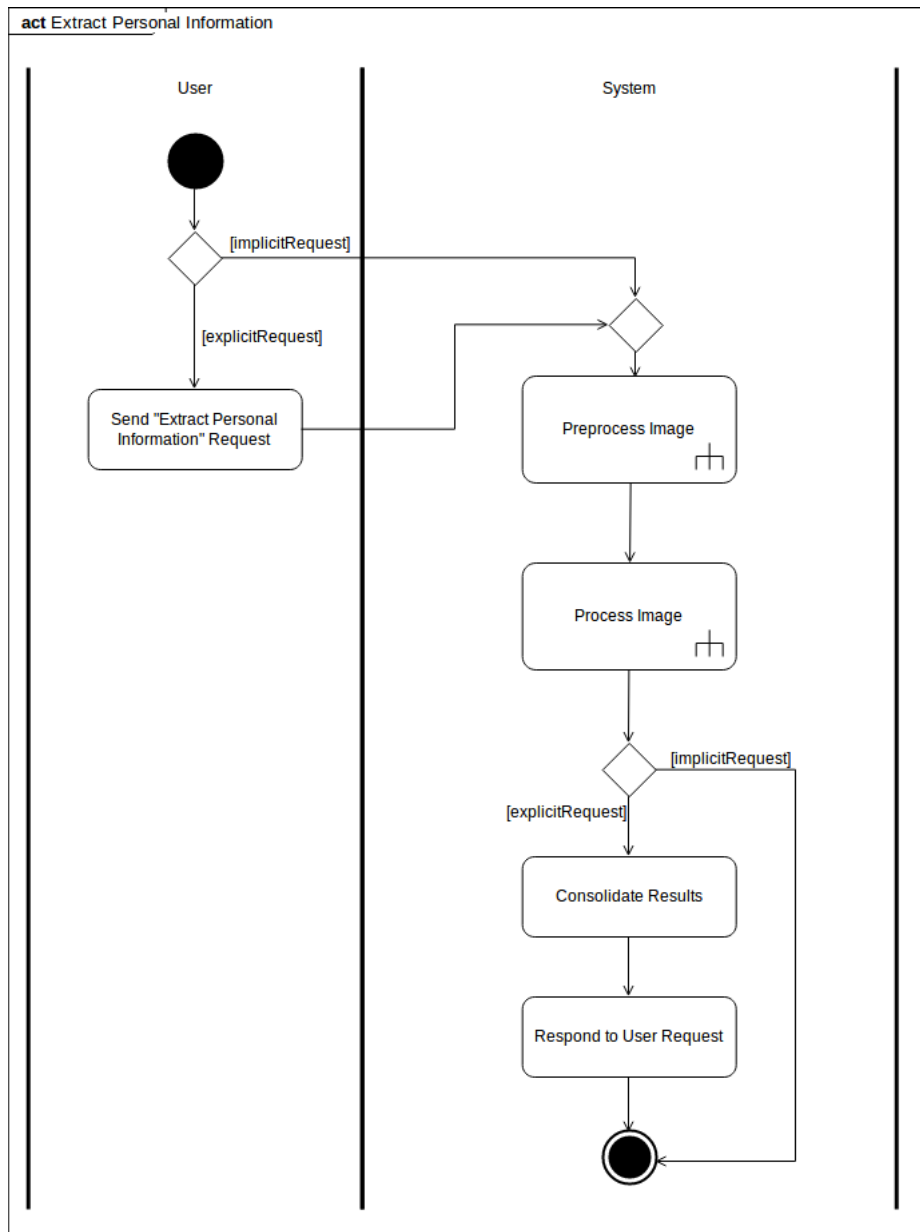 act Extract Personal Information
User
System
[implicitRequest]
[explicitRequest]
Send "Extract Personal
Information" Request
Preprocess Image
Process Image
[implicitRequest]
[explicitRequest]
Consolidate Results
Respond to User Request